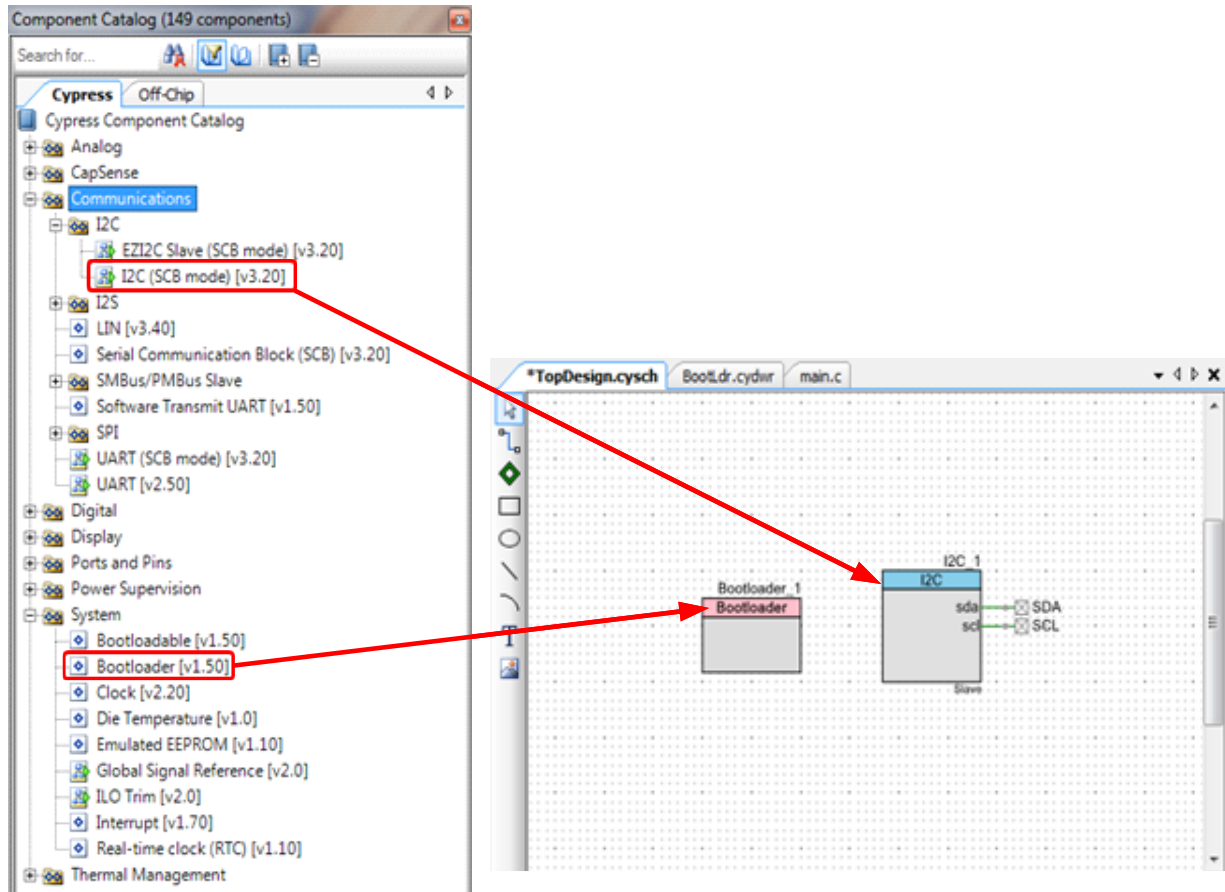 Component Catalog (149 components)
Search for...
Cypress Off-Chip
Cypress Component Catalog
Analog
CapSense
Communications
I2C
EZI2C Slave (SCB mode) [v3.20]
I2C (SCB mode) [v3.20]
I2S
LIN [v3.40]
Serial Communication Block (SCB) [v3.20]
SMBus/PMBus Slave
Software Transmit UART [v1.50]
SPI
UART (SCB mode) [v3.20]
UART [v2.50]
Digital
Display
Ports and Pins
Power Supervision
System
Bootloadable [v1.50]
Bootloader [v1.50]
Clock [v2.20]
Die Temperature [v1.0]
Emulated EEPROM [v1.10]
Global Signal Reference [v2.0]
ILO Trim [v2.0]
Interrupt [v1.70]
Real-time clock (RTC) [v1.10]
Thermal Management
*TopDesign.cysch BootLdr.cydwr main.c
T
Bootloader_1
Bootloader
I2C_1
I2C
sda SDA
scl SCL
Slave